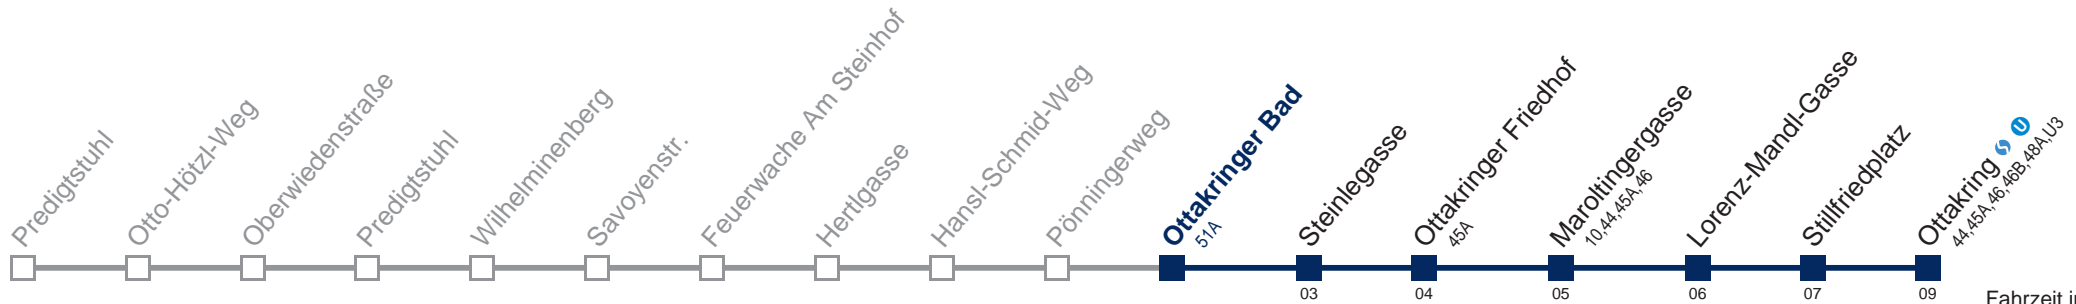 Predigtstuhl
Otto-Hötzl-Weg
Oberwiedenstraße
Predigtstuhl
Wilhelminenberg
Savoyenstr.
Feuerwache Am Steinhof
Hertlgasse
Hansl-Schmid-Weg
Pönningerweg
Ottakringer Bad
51A
Steinlegasse
03
Ottakringer Friedhof
45A
04
Maroltingergasse
10,44,45A,46
05
Lorenz-Mandl-Gasse
06
Stillfriedplatz
07
Ottakring S U
44,45A,46,46B,48A,U3
09
Fahrzeit